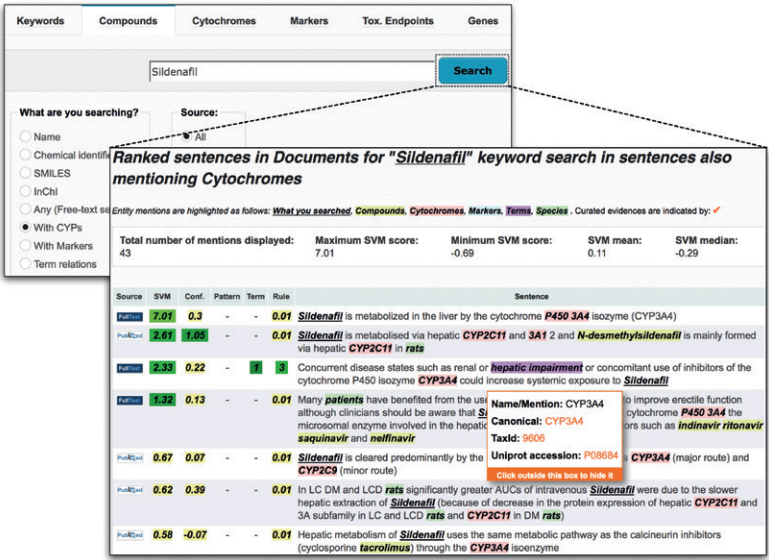 Keywords Compounds Cytochromes Markers Tox. Endpoints Genes
Sildenafil Search
What are you searching? Source:
Name All
Chemical
SMILES
InChI
Any (Free-text
With CYPs
With Markers
Term relations
Ranked sentences in Documents for "Sildenafil" keyword search in sentences also
mentioning Cytochromes
Entity mentions are highlighted as follows: What you searched, Compounds, Cytochromes, Markers, Terms, Species . Curated evidences are indicated by: ✔
Total number of mentions displayed: Maximum SVM score: Minimum SVM score: SVM mean: SVM median:
43 7.01 -0.69 0.11 -0.29
Source SVM Conf. Pattern Term Rule Sentence
FullText 7.01 0.3 - - 0.01 Sildenafil is metabolized in the liver by the cytochrome P450 3A4 isozyme (CYP3A4)
PubMed 2.61 1.05 - - 0.01 Sildenafil is metabolised via hepatic CYP2C11 and 3A1 2 and N-desmethylsildenafil is mainly formed
via hepatic CYP2C11 in rats
FullText 2.33 0.22 - 1 3 Concurrent disease states such as renal or hepatic impairment or concomitant use of inhibitors of the
cytochrome P450 isozyme CYP3A4 could increase systemic exposure to Sildenafil
FullText 1.32 0.13 - - 0.01 Many patients have benefited from the to improve erectile function
although clinicians should be aware that cytochrome P450 3A4 the
microsomal enzyme involved in the such as indinavir ritonavir
saquinavir and nelfinavir
Name/Mention: CYP3A4
Canonical: CYP3A4
TaxId: 9606
Uniprot accession: P08684
Click outside this box to hide it
PubMed 0.67 0.07 - - 0.01 Sildenafil is cleared predominantly by the CYP3A4 (major route) and
CYP2C9 (minor route)
PubMed 0.62 0.39 - - 0.01 In LC DM and LCD rats significantly greater AUCs of intravenous Sildenafil were due to the slower
hepatic extraction of Sildenafil (because of decrease in the protein expression of hepatic CYP2C11 and
3A subfamily in LC and LCD rats and CYP2C11 in DM rats)
PubMed 0.58 -0.07 - - 0.01 Hepatic metabolism of Sildenafil uses the same metabolic pathway as the calcineurin inhibitors
(cyclosporine tacrolimus) through the CYP3A4 isoenzyme